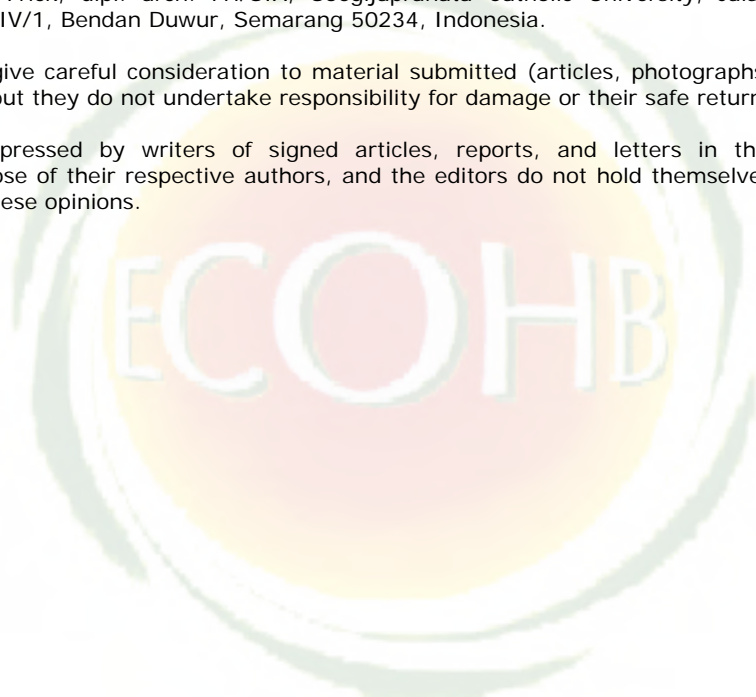 IV/1, Bendan Duwur, Semarang 50234, Indonesia.
give careful consideration to material submitted (articles, photographs
but they do not undertake responsibility for damage or their safe return
pressed by writers of signed articles, reports, and letters in th
ose of their respective authors, and the editors do not hold themselve
ese opinions.
ECOHB